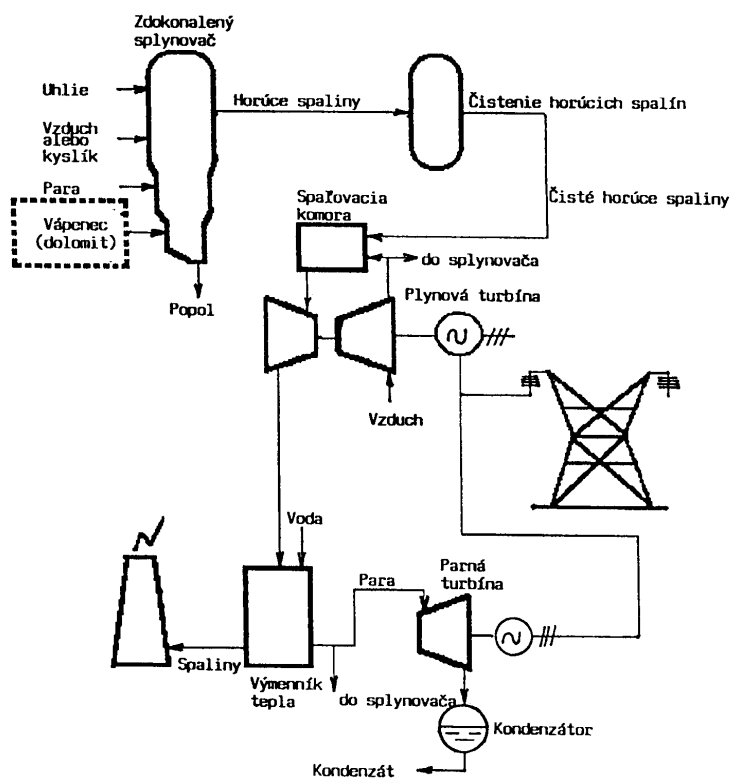 Zdokonalený
splynovač
Uhlie
Horúce spaliny
Čistenie horúcich spalín
Vzduch
alebo
kyslík
Para
Čisté horúce spaliny
Spaľovacia
komora
Vápenec
(dolomit)
do splynovača
Popol
Plynová turbína
Vzduch
Voda
Para
Parná
turbína
Spaliny
Výmenník
tepla
do splynovača
Kondenzátor
Kondenzát